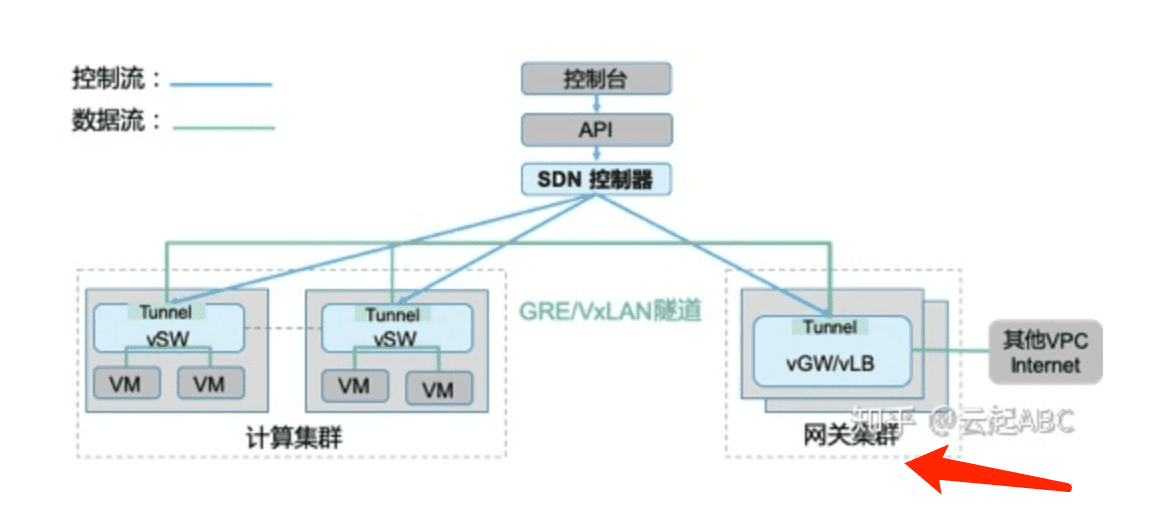 控制流：
数据流：
控制台
API
SDN 控制器
GRE/VxLAN隧道
Tunnel
vSW
VM
VM
Tunnel
vSW
VM
VM
计算集群
Tunnel
vGW/vLB
网关集群
其他VPC
Internet
知乎 @云起ABC